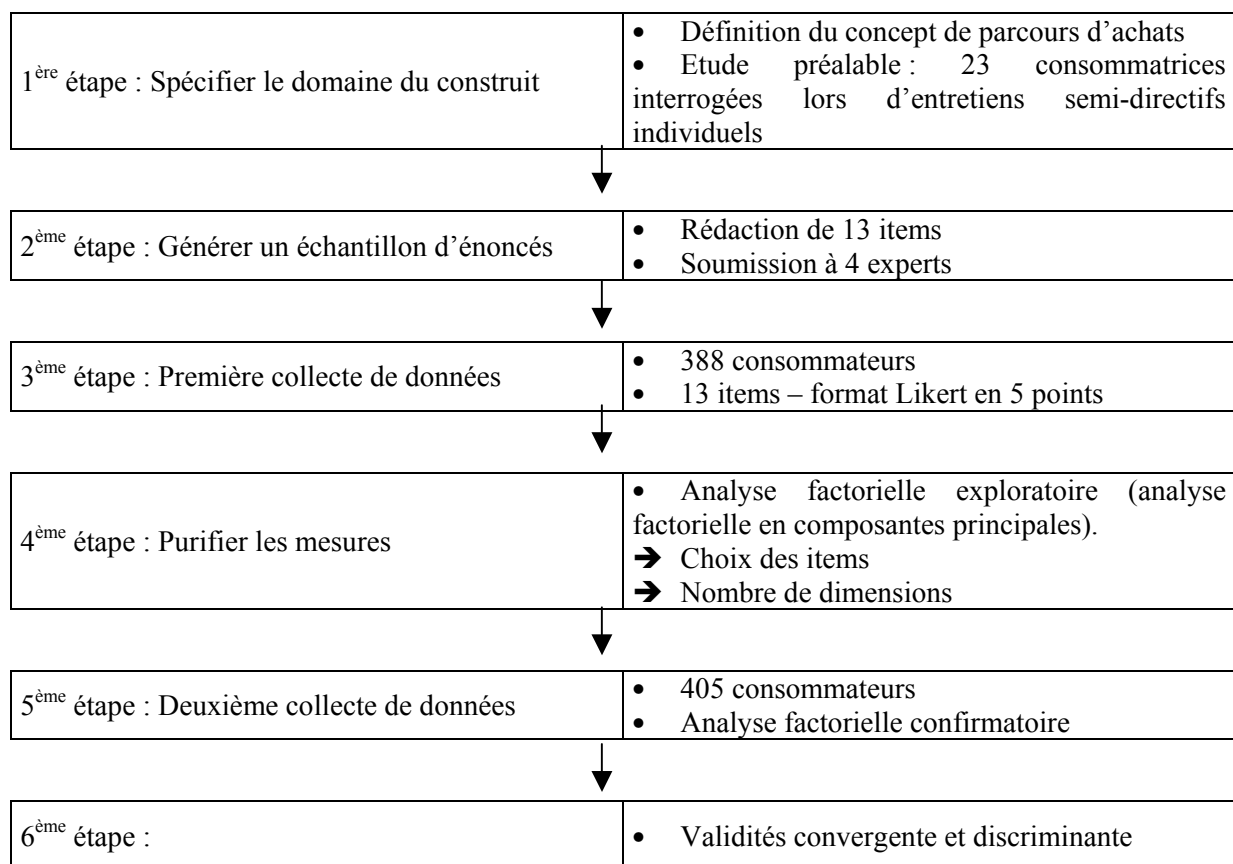 1ère étape : Spécifier le domaine du construit
• Définition du concept de parcours d’achats
• Etude préalable : 23 consommatrices
interrogées lors d’entretiens semi-directifs
individuels
2ème étape : Générer un échantillon d’énoncés
• Rédaction de 13 items
• Soumission à 4 experts
3ème étape : Première collecte de données
• 388 consommateurs
• 13 items – format Likert en 5 points
4ème étape : Purifier les mesures
• Analyse factorielle exploratoire (analyse
factorielle en composantes principales).
➔ Choix des items
➔ Nombre de dimensions
5ème étape : Deuxième collecte de données
• 405 consommateurs
• Analyse factorielle confirmatoire
6ème étape :
• Validités convergente et discriminante